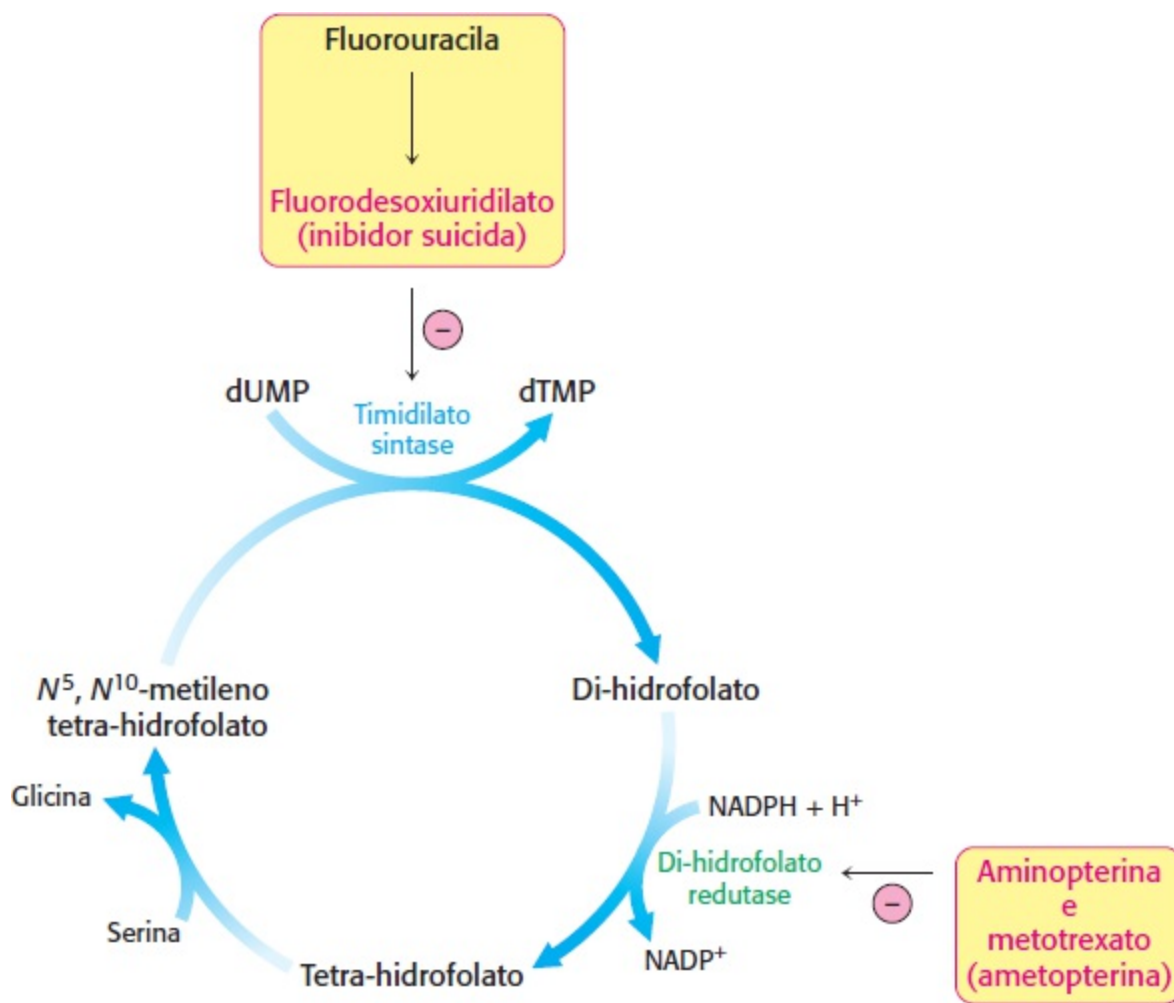 Fluorouracila
Fluorodesoxiuridilato
(inibidor suicida)
−
dUMP
Timidilato
sintase
dTMP
N⁵, N¹⁰-metileno
tetra-hidrofolato
Di-hidrofolato
Glicina
NADPH + H⁺
Serina
Di-hidrofolato
redutase
−
Aminopterina
e
metotrexato
(ametopterina)
NADP⁺
Tetra-hidrofolato